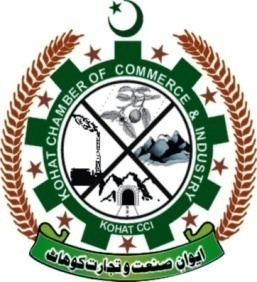 KOHAT CHAMBER OF COMMERCE & INDUSTRY
KOHAT CCI
ایوان صنعت و تجارت کوہاٹ